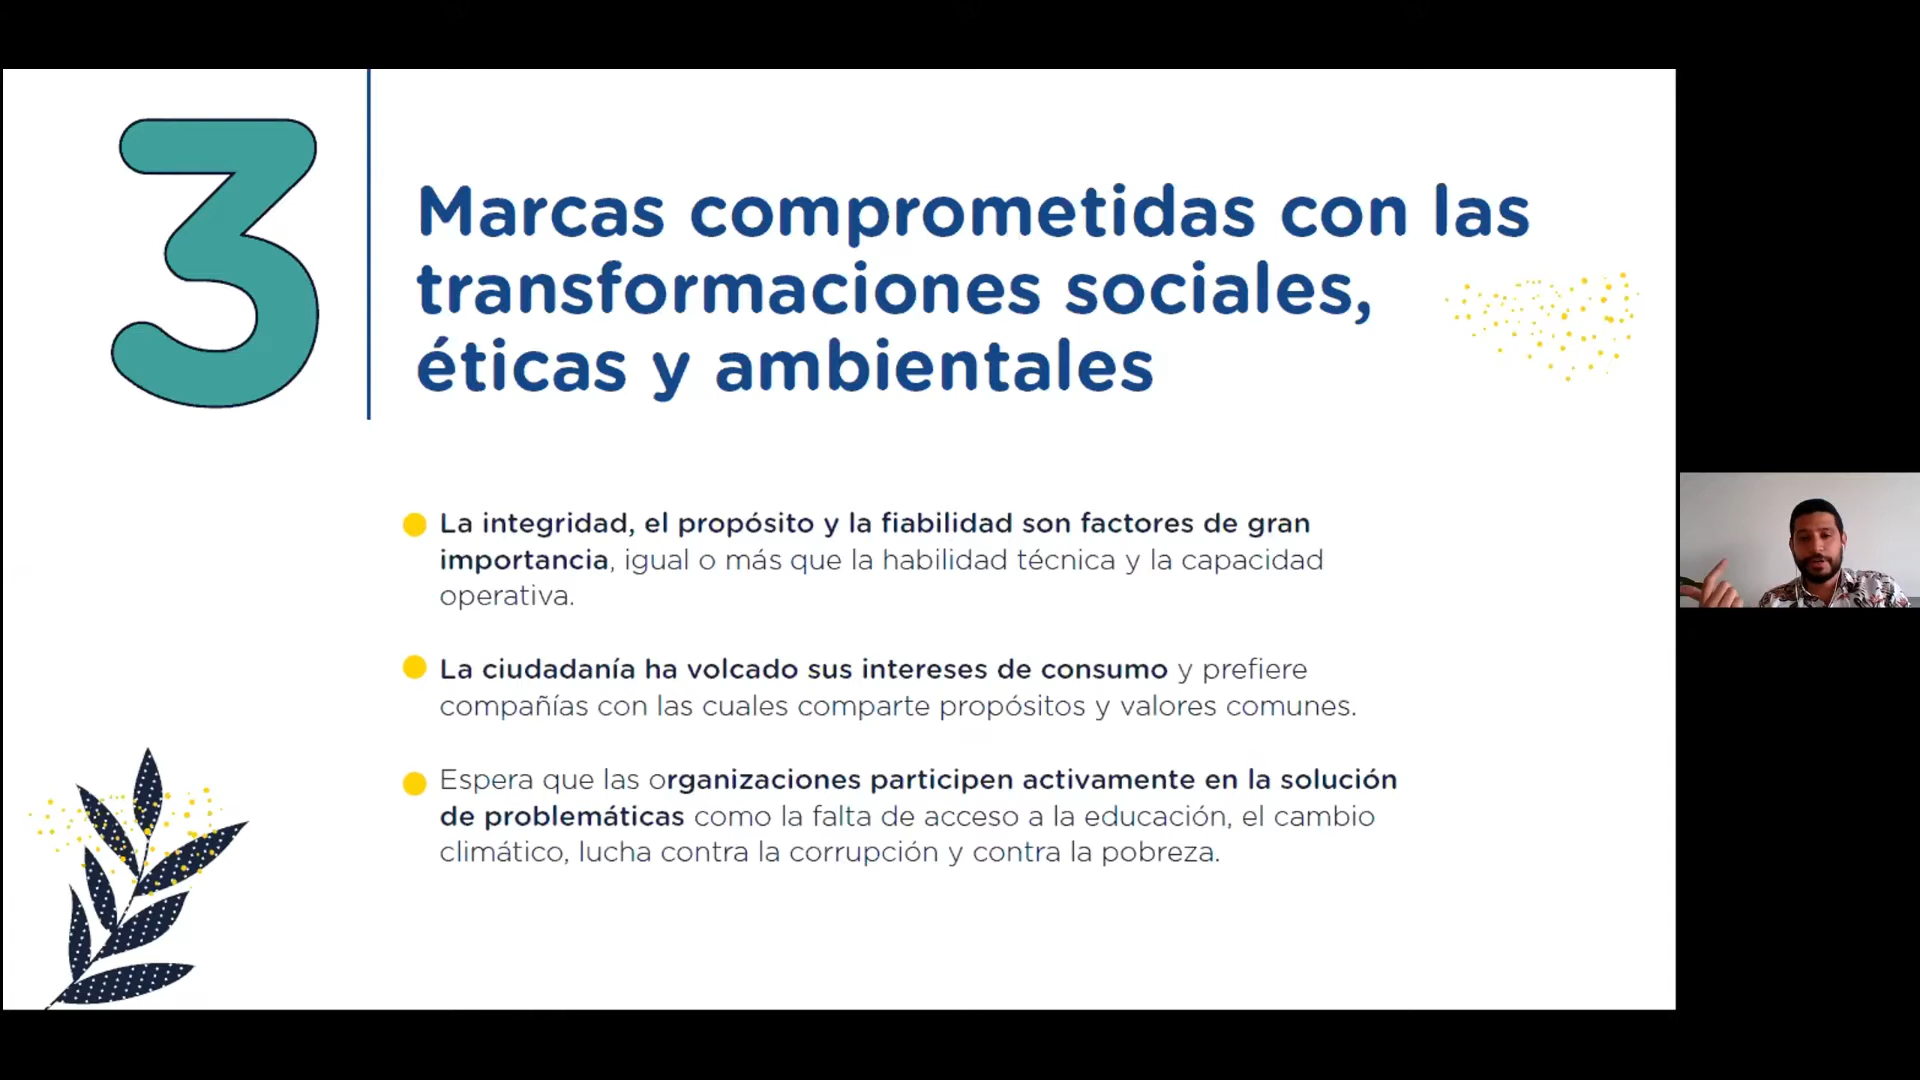 3
Marcas comprometidas con las
transformaciones sociales,
éticas y ambientales
La integridad, el propósito y la fiabilidad son factores de gran
importancia, igual o más que la habilidad técnica y la capacidad
operativa.
La ciudadanía ha volcado sus intereses de consumo y prefiere
compañías con las cuales comparte propósitos y valores comunes.
Espera que las organizaciones participen activamente en la solución
de problemáticas como la falta de acceso a la educación, el cambio
climático, lucha contra la corrupción y contra la pobreza.